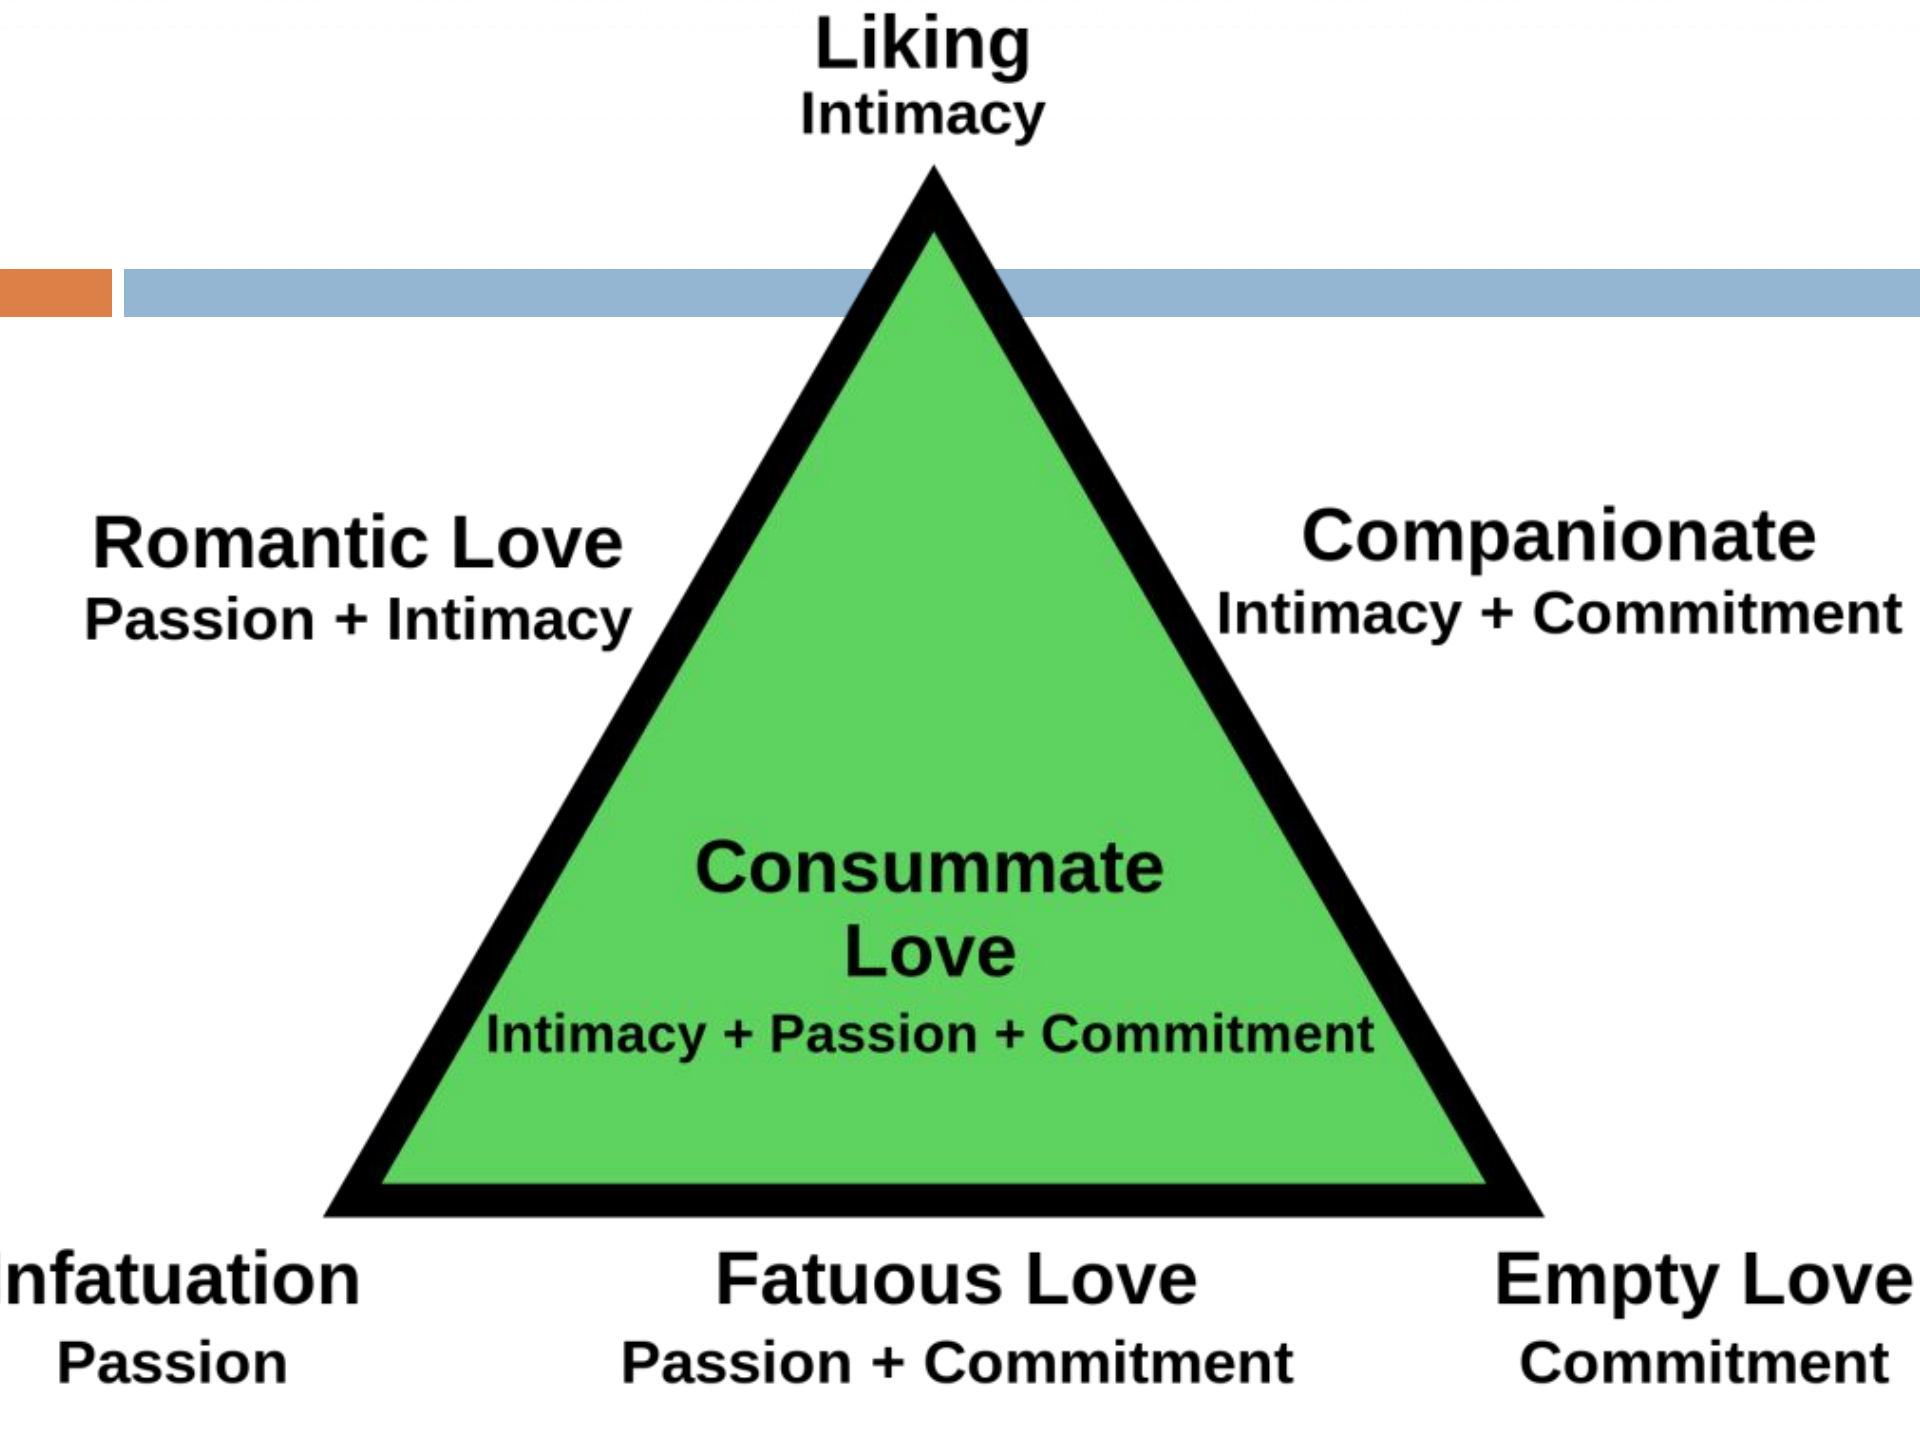 Liking
Intimacy
Romantic Love
Passion + Intimacy
Companionate
Intimacy + Commitment
Consummate
Love
Intimacy + Passion + Commitment
nfatuation
Passion
Fatuous Love
Passion + Commitment
Empty Love
Commitment